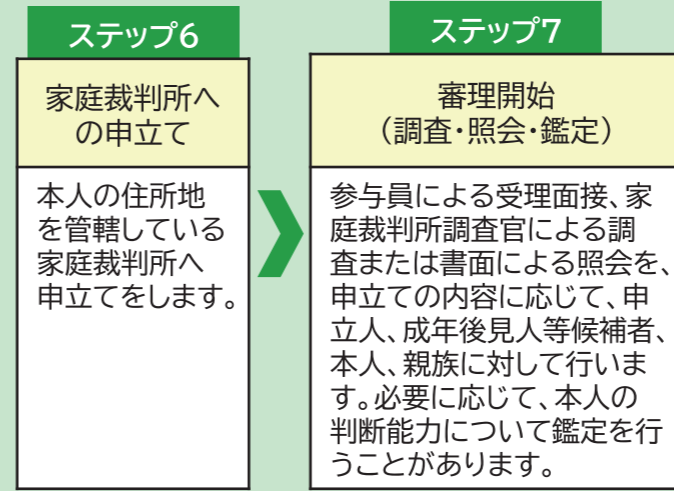 ステップ6
家庭裁判所へ
の申立て
本人の住所地
を管轄している
家庭裁判所へ
申立てをします。
ステップ7
審理開始
（調査・照会・鑑定）
参与員による受理面接、家
庭裁判所調査官による調
査または書面による照会を、
申立ての内容に応じて、申
立人、成年後見人等候補者、
本人、親族に対して行いま
す。必要に応じて、本人の
判断能力について鑑定を行
うことがあります。